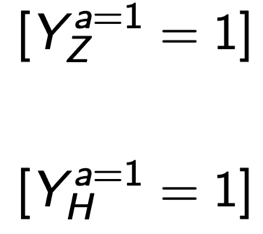 [Y_Z^{a=1} = 1]
[Y_H^{a=1} = 1]